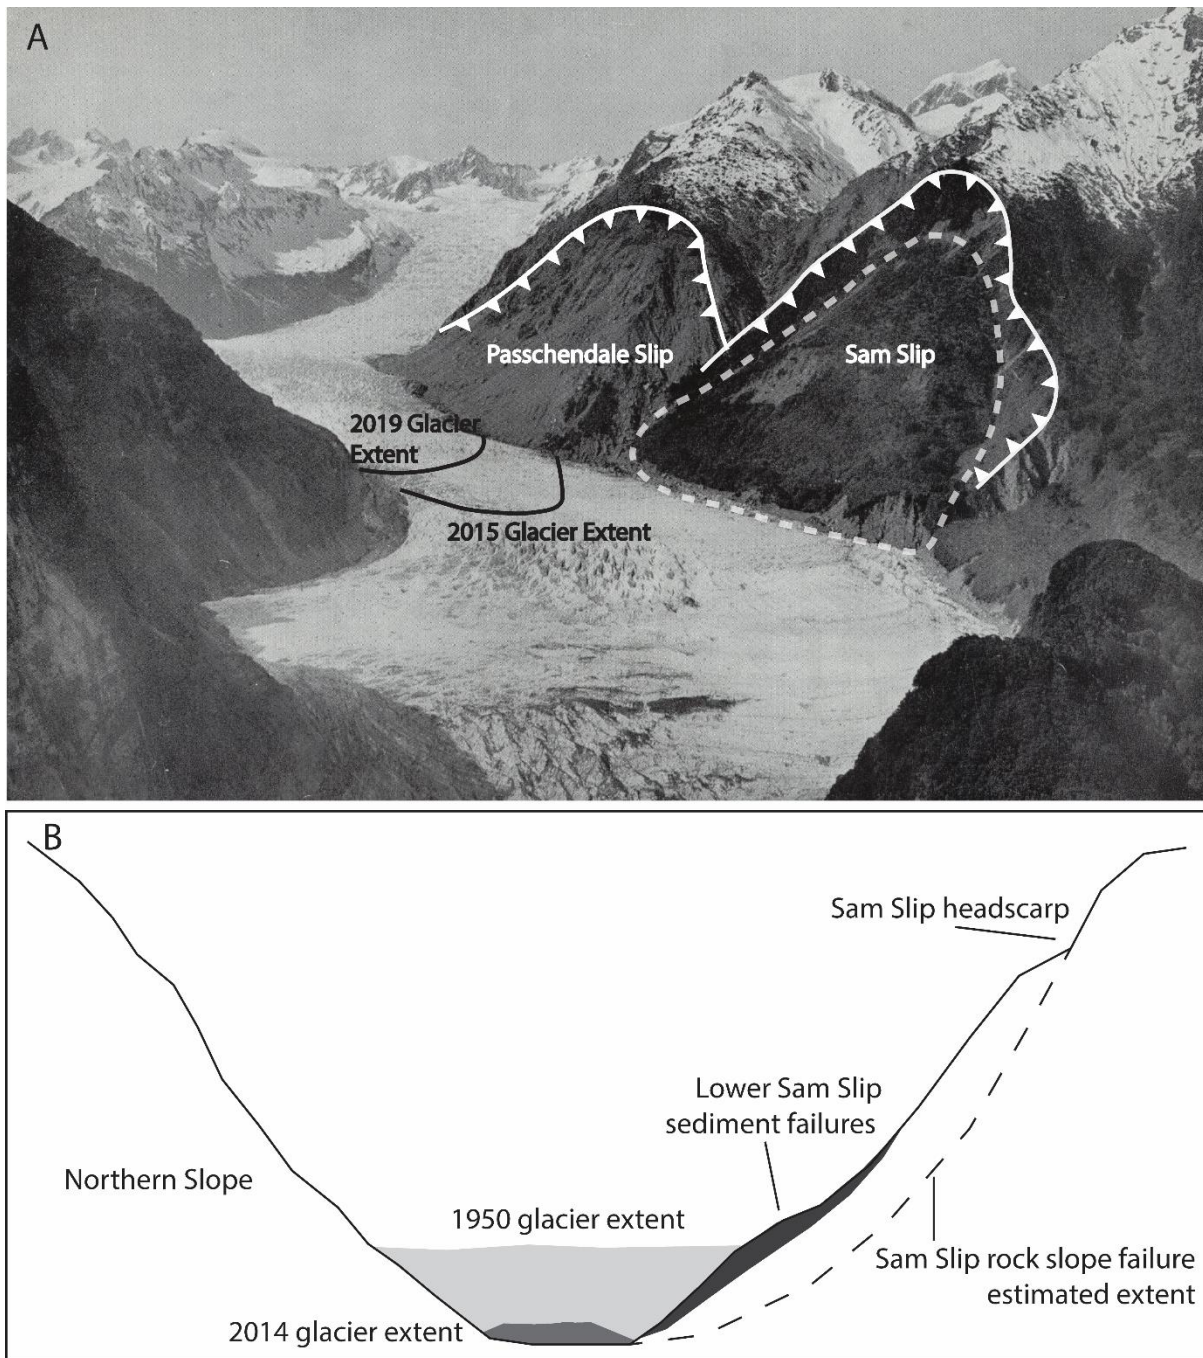 A
Passchendale Slip
Sam Slip
2019 Glacier
Extent
2015 Glacier Extent
B
Sam Slip headscarp
Lower Sam Slip
sediment failures
Northern Slope
1950 glacier extent
Sam Slip rock slope failure
estimated extent
2014 glacier extent